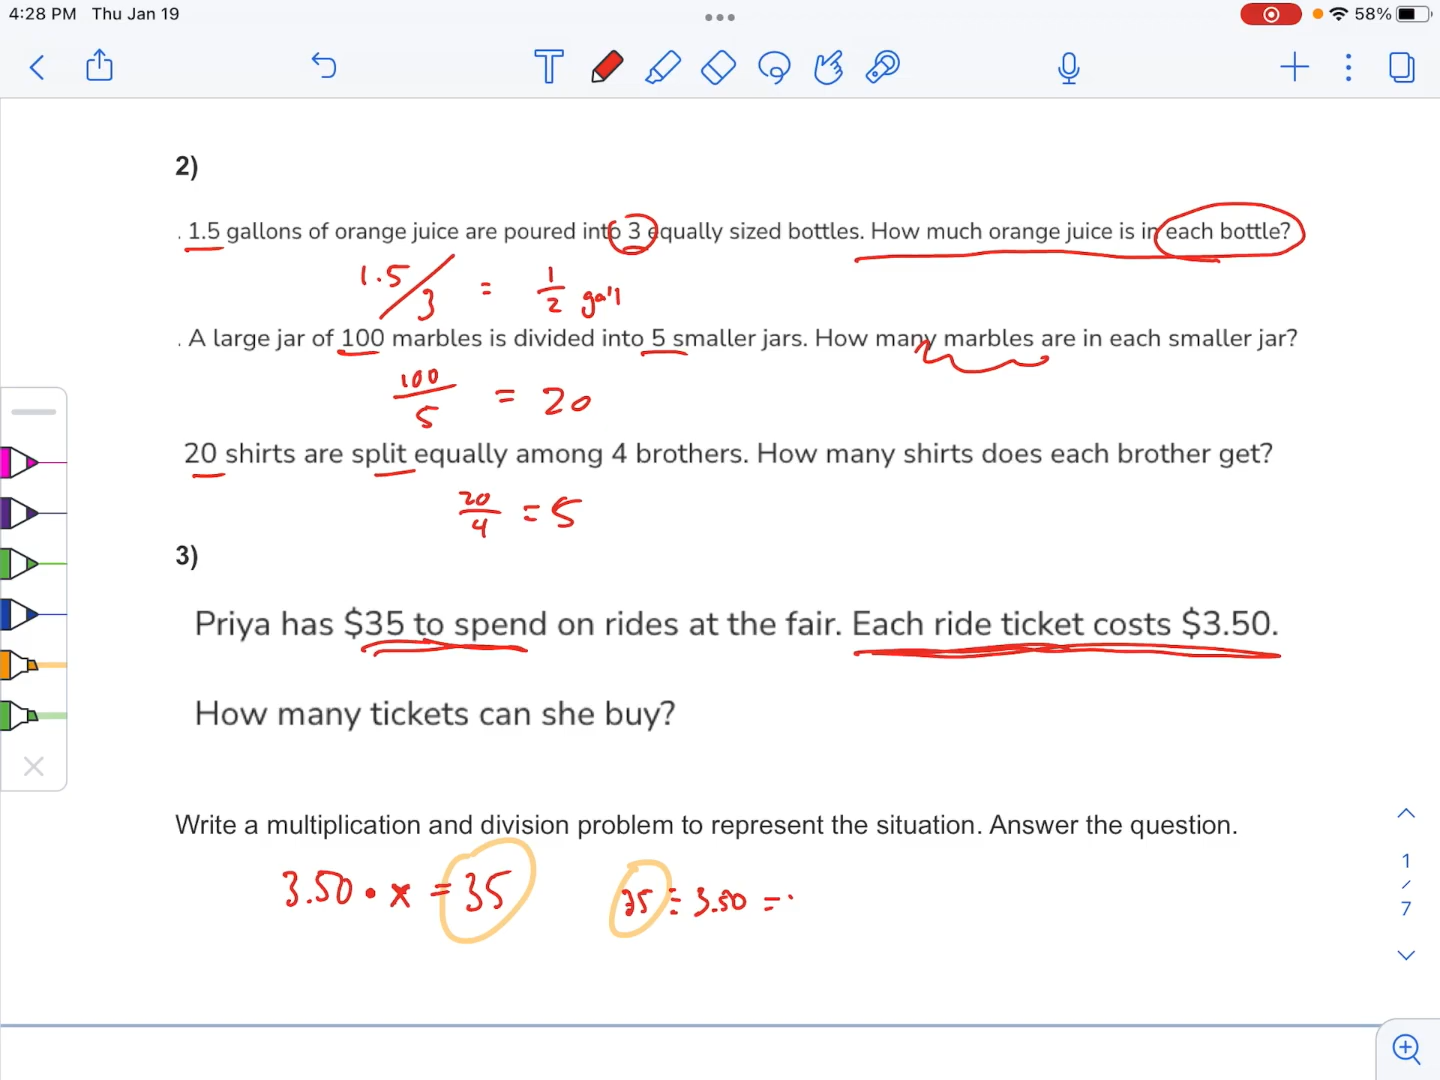 4:28 PM Thu Jan 19
58%
2)
. 1.5 gallons of orange juice are poured into 3 equally sized bottles. How much orange juice is in each bottle?
1.5/3 = 1/2 gal
. A large jar of 100 marbles is divided into 5 smaller jars. How many marbles are in each smaller jar?
100/5 = 20
20 shirts are split equally among 4 brothers. How many shirts does each brother get?
20/4 = 5
3)
Priya has $35 to spend on rides at the fair. Each ride ticket costs $3.50.
How many tickets can she buy?
Write a multiplication and division problem to represent the situation. Answer the question.
3.50 • x = 35 35 ÷ 3.50 =
1
/
7